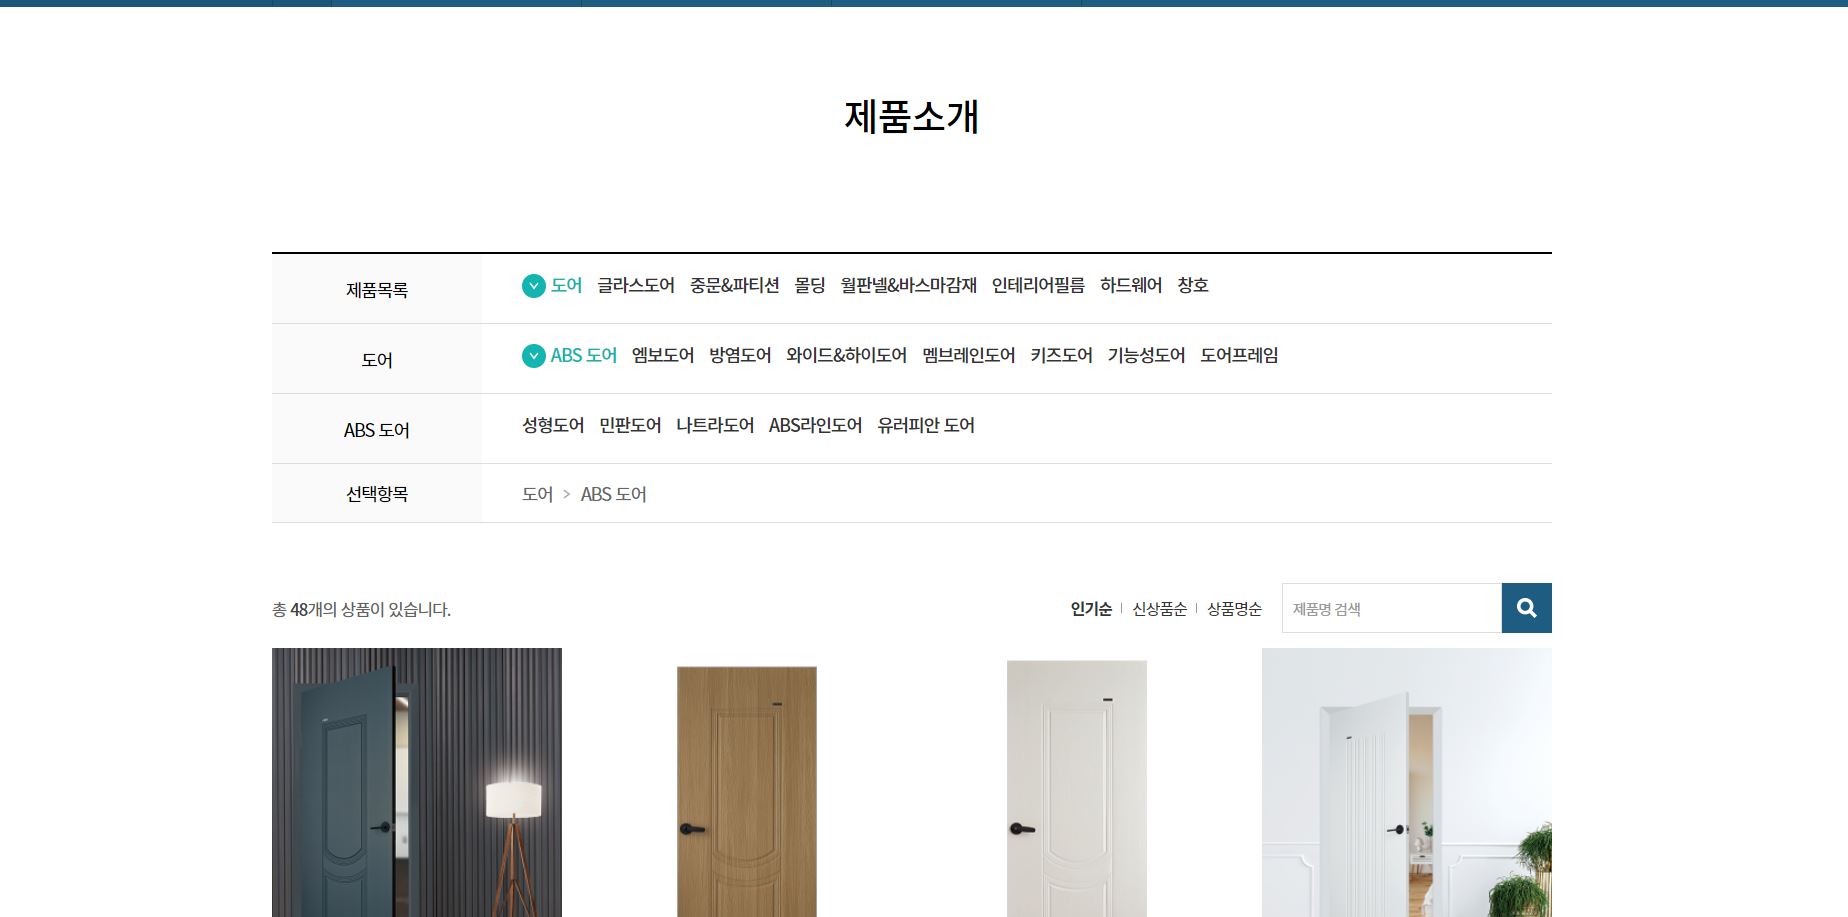 제품소개
제품목록 도어 글라스도어 중문&파티션 몰딩 월판넬&바스마감재 인테리어필름 하드웨어 창호
도어 ABS 도어 엠보도어 방염도어 와이드&하이도어 멤브레인도어 키즈도어 기능성도어 도어프레임
ABS 도어 성형도어 민판도어 나트라도어 ABS라인도어 유러피안 도어
선택항목 도어 > ABS 도어
총 48개의 상품이 있습니다. 인기순 신상품순 상품명순 제품명 검색